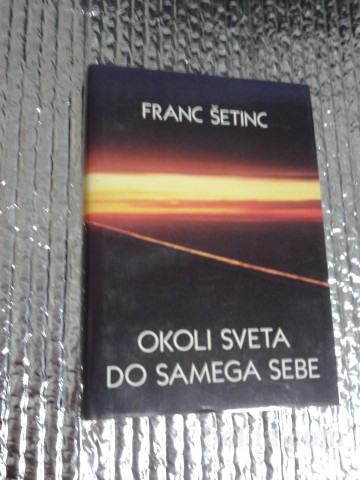 FRANC ŠETINC
OKOLI SVETA
DO SAMEGA SEBE